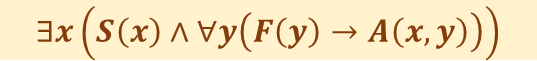 ∃x(S(x) ∧ ∀y(F(y) → A(x, y)))